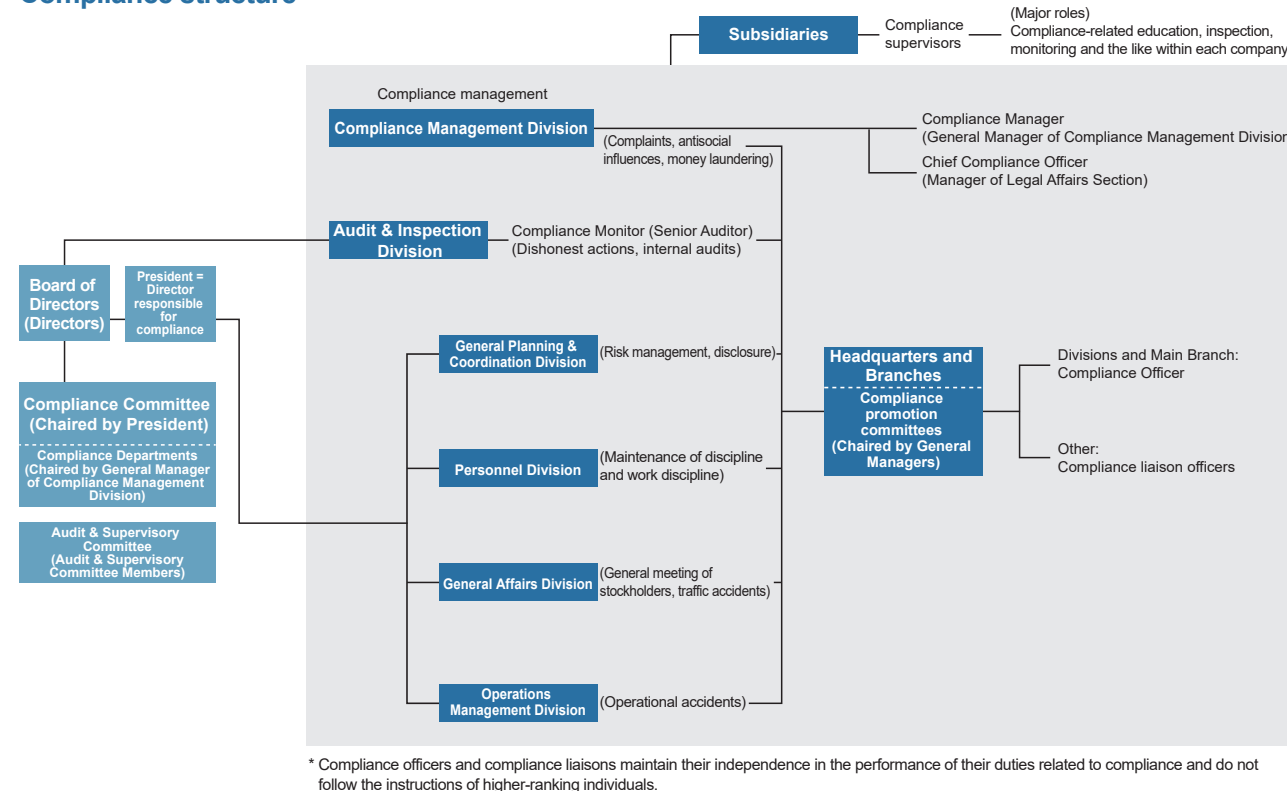 Compliance structure
Subsidiaries
Compliance
supervisors
(Major roles)
Compliance-related education, inspection,
monitoring and the like within each company
Compliance management
Compliance Management Division
(Complaints, antisocial
influences, money laundering)
Compliance Manager
(General Manager of Compliance Management Division
Chief Compliance Officer
(Manager of Legal Affairs Section)
Audit & Inspection
Division
Compliance Monitor (Senior Auditor)
(Dishonest actions, internal audits)
Board of
Directors
(Directors)
President =
Director
responsible
for
compliance
Compliance Committee
(Chaired by President)
Compliance Departments
(Chaired by General Manager
of Compliance Management
Division)
Audit & Supervisory
Committee
(Audit & Supervisory
Committee Members)
General Planning &
Coordination Division
(Risk management, disclosure)
Personnel Division
(Maintenance of discipline
and work discipline)
General Affairs Division
(General meeting of
stockholders, traffic accidents)
Operations
Management Division
(Operational accidents)
Headquarters and
Branches
Compliance
promotion
committees
(Chaired by General
Managers)
Divisions and Main Branch:
Compliance Officer
Other:
Compliance liaison officers
* Compliance officers and compliance liaisons maintain their independence in the performance of their duties related to compliance and do not
follow the instructions of higher-ranking individuals.